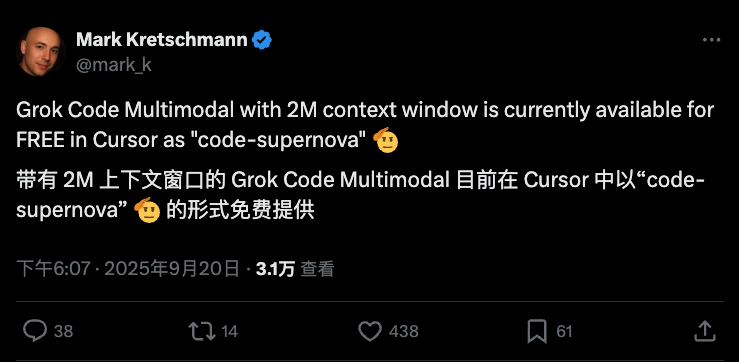 Mark Kretschmann
@mark_k
Grok Code Multimodal with 2M context window is currently available for
FREE in Cursor as "code-supernova" 🫡
带有 2M 上下文窗口的 Grok Code Multimodal 目前在 Cursor 中以“code-
supernova” 🫡 的形式免费提供
下午6:07 · 2025年9月20日 · 3.1万 查看
38 14 438 61